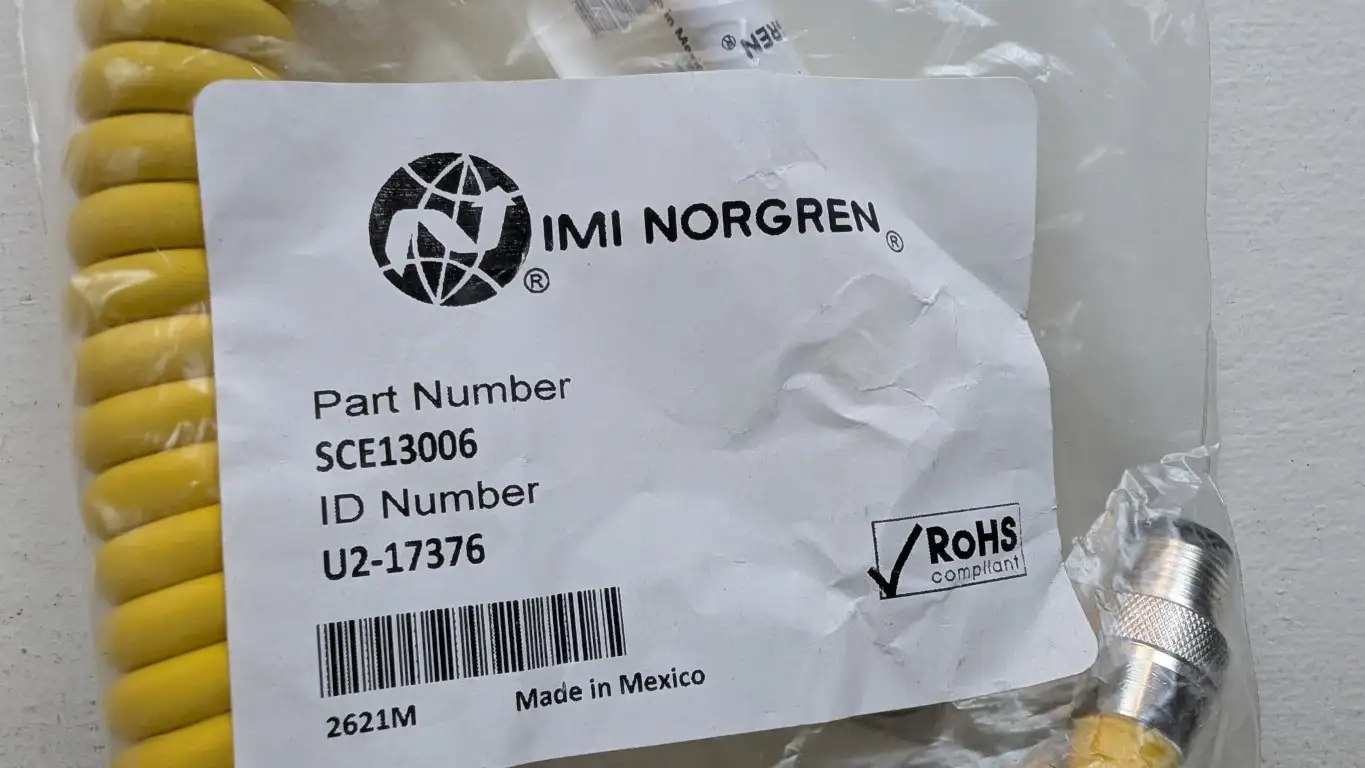 IMI NORGREN®
®
Part Number
SCE13006
ID Number
U2-17376
RoHS
compliant
2621M
Made in Mexico